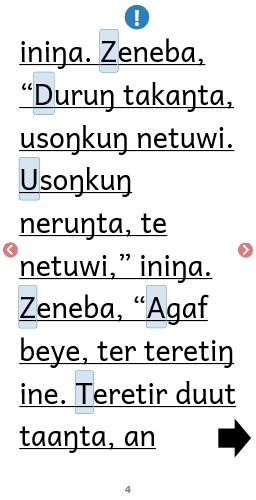 iniŋa. Zeneba,
“Duruŋ takaŋta,
usoŋkuŋ netuwi.
Usoŋkuŋ
neruŋta, te
netuwi,” iniŋa.
Zeneba, “Agaf
beye, ter teretiŋ
ine. Teretir duut
taaŋta, an
4